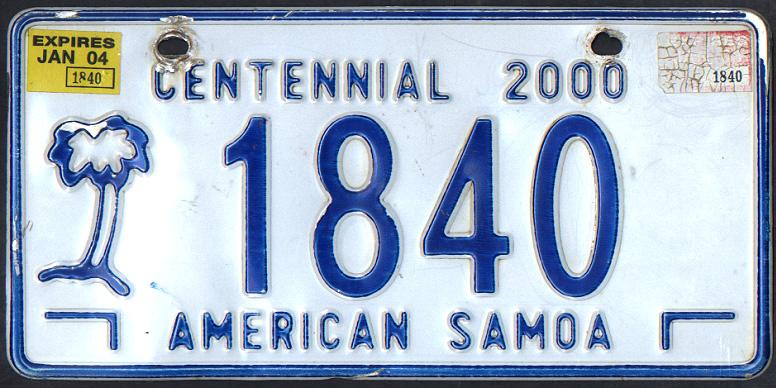 EXPIRES
JAN 04
1840
1840
CENTENNIAL 2000
1840
AMERICAN SAMOA